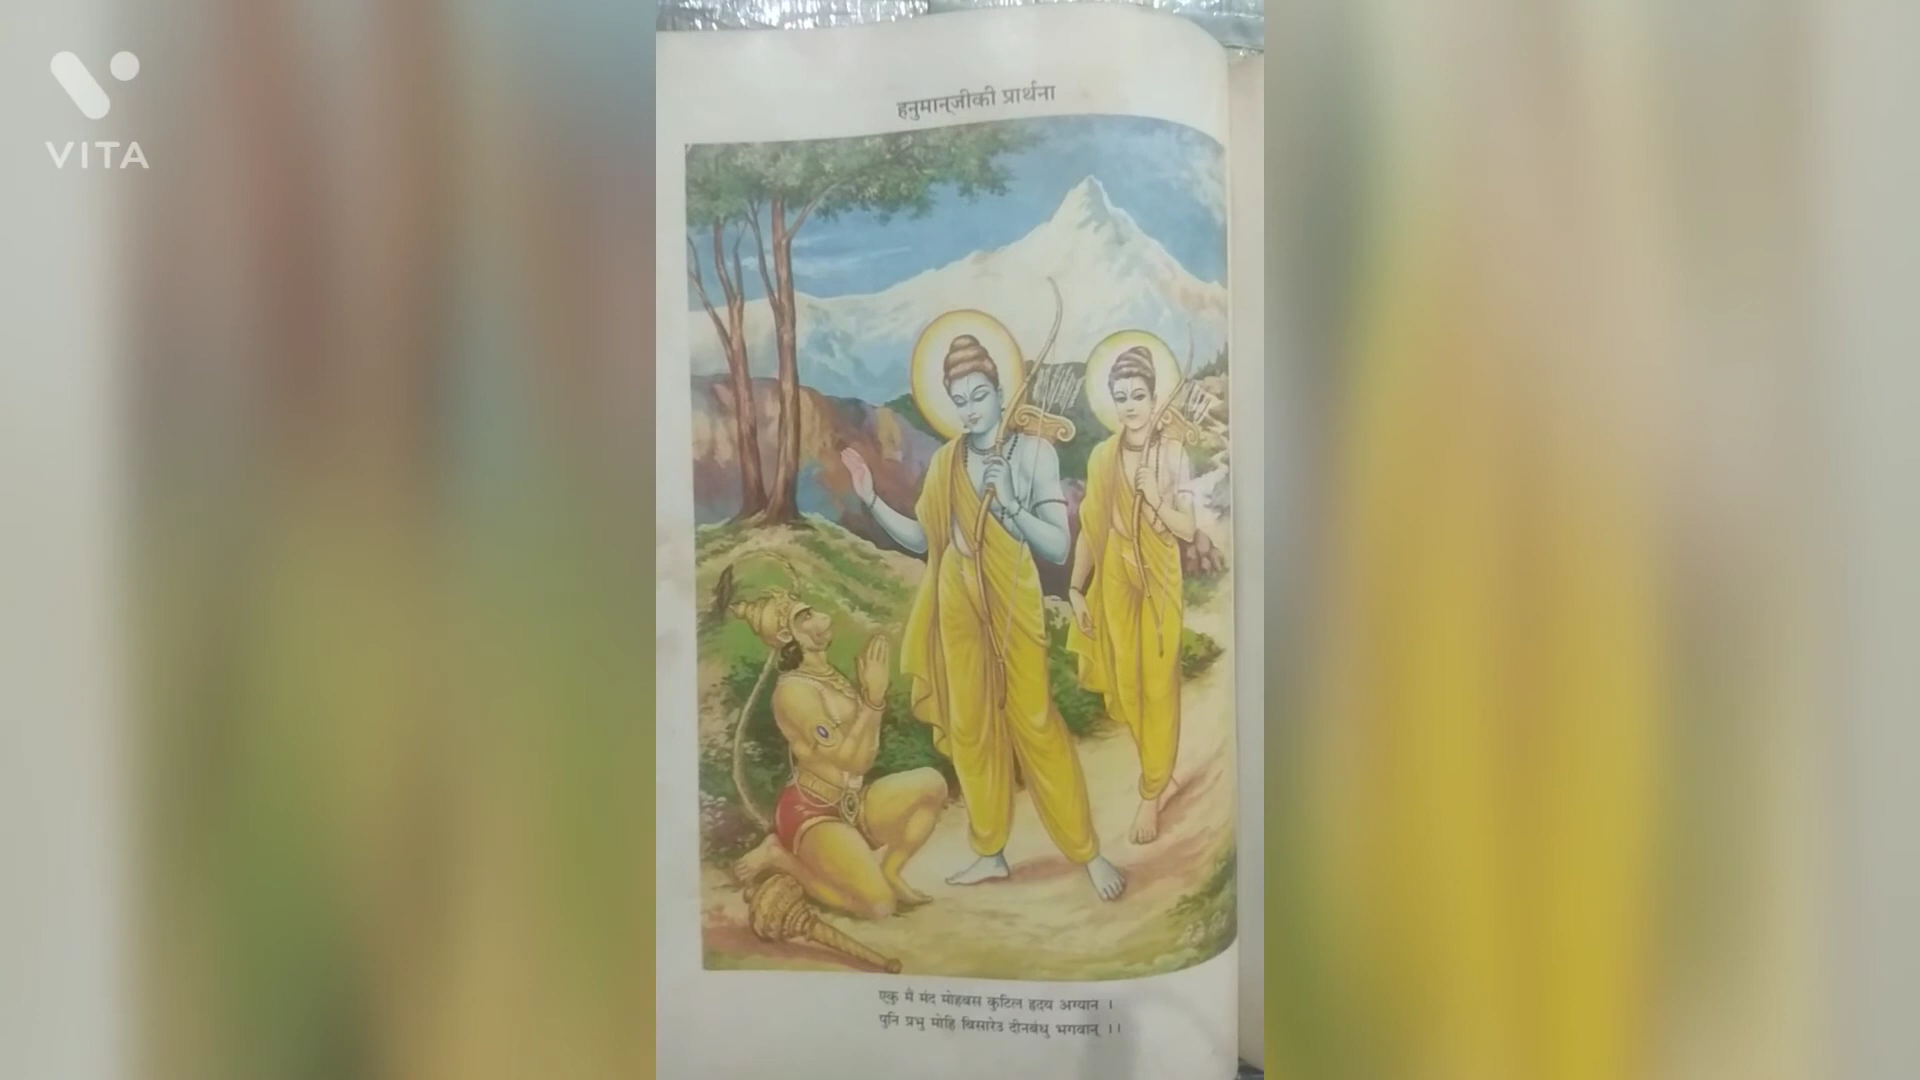 VITA
हनुमान्‌जीकी प्रार्थना
एकु मैं मंद मोहबस कुटिल हृदय अग्यान ।
पुनि प्रभु मोहि बिसारेउ दीनबंधु भगवान् ।।